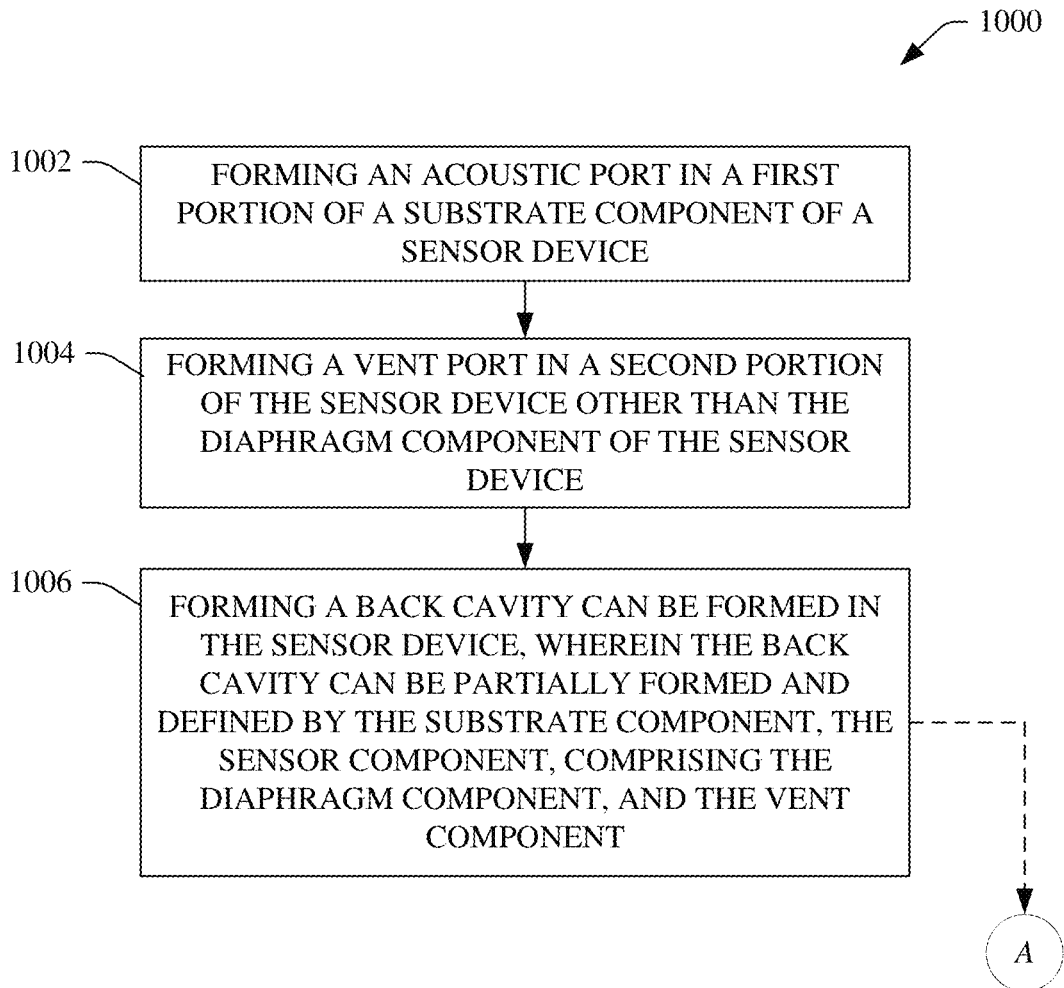 1000
1002
FORMING AN ACOUSTIC PORT IN A FIRST
PORTION OF A SUBSTRATE COMPONENT OF A
SENSOR DEVICE
1004
FORMING A VENT PORT IN A SECOND PORTION
OF THE SENSOR DEVICE OTHER THAN THE
DIAPHRAGM COMPONENT OF THE SENSOR
DEVICE
1006
FORMING A BACK CAVITY CAN BE FORMED IN
THE SENSOR DEVICE, WHEREIN THE BACK
CAVITY CAN BE PARTIALLY FORMED AND
DEFINED BY THE SUBSTRATE COMPONENT, THE
SENSOR COMPONENT, COMPRISING THE
DIAPHRAGM COMPONENT, AND THE VENT
COMPONENT
A